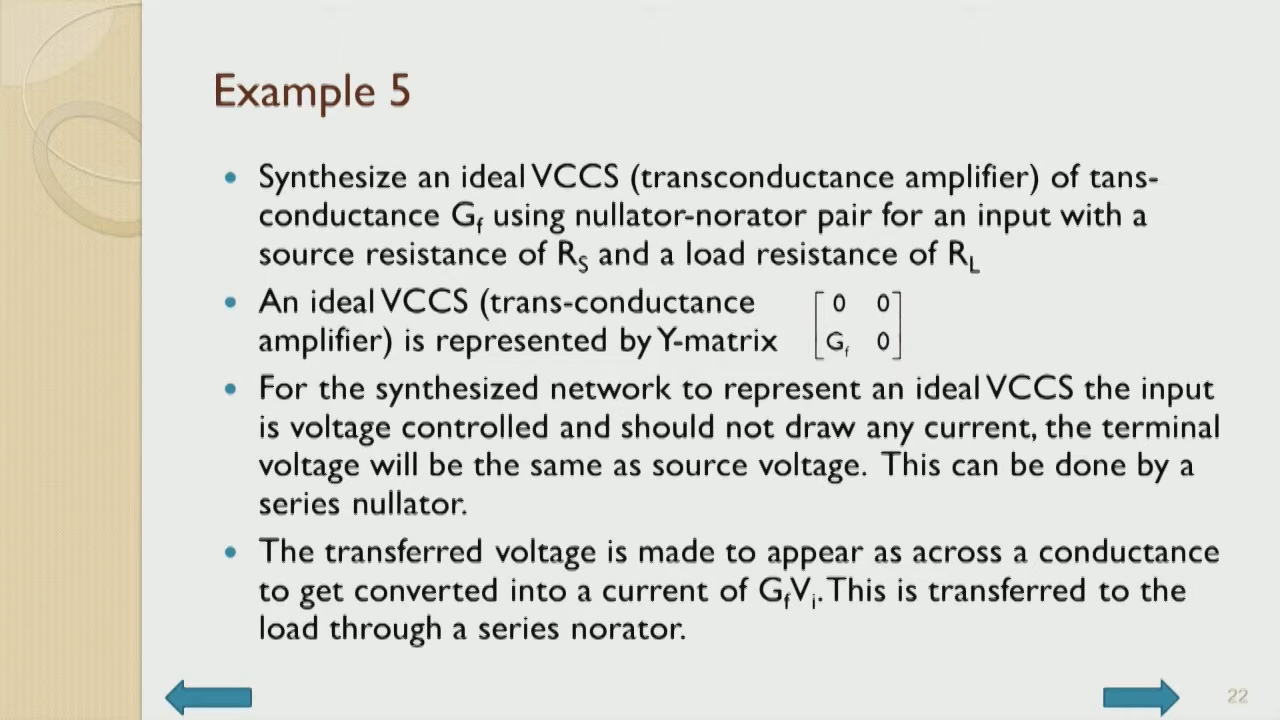 Example 5
• Synthesize an ideal VCCS (transconductance amplifier) of tans-
conductance Gf using nullator-norator pair for an input with a
source resistance of RS and a load resistance of RL
• An ideal VCCS (trans-conductance
amplifier) is represented by Y-matrix
[0 0
Gf 0]
• For the synthesized network to represent an ideal VCCS the input
is voltage controlled and should not draw any current, the terminal
voltage will be the same as source voltage. This can be done by a
series nullator.
• The transferred voltage is made to appear as across a conductance
to get converted into a current of GfVi. This is transferred to the
load through a series norator.
22